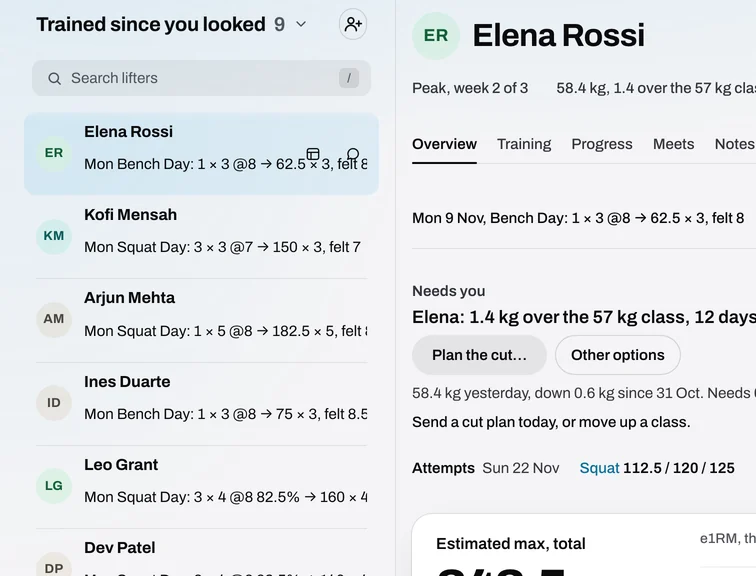 Trained since you looked 9
Search lifters /
ER Elena Rossi
Mon Bench Day: 1 × 3 @8 → 62.5 × 3, felt 8
KM Kofi Mensah
Mon Squat Day: 3 × 3 @7 → 150 × 3, felt 7
AM Arjun Mehta
Mon Squat Day: 1 × 5 @8 → 182.5 × 5, felt
ID Ines Duarte
Mon Bench Day: 1 × 3 @8 → 75 × 3, felt 8.5
LG Leo Grant
Mon Squat Day: 3 × 4 @8 82.5% → 160 × 4
DP Dev Patel
ER Elena Rossi
Peak, week 2 of 3 58.4 kg, 1.4 over the 57 kg
Overview Training Progress Meets Notes
Mon 9 Nov, Bench Day: 1 × 3 @8 → 62.5 × 3, felt 8
Needs you
Elena: 1.4 kg over the 57 kg class, 12 days
Plan the cut… Other options
58.4 kg yesterday, down 0.6 kg since 31 Oct. Needs
Send a cut plan today, or move up a class.
Attempts Sun 22 Nov Squat 112.5 / 120 / 125
Estimated max, total e1RM,